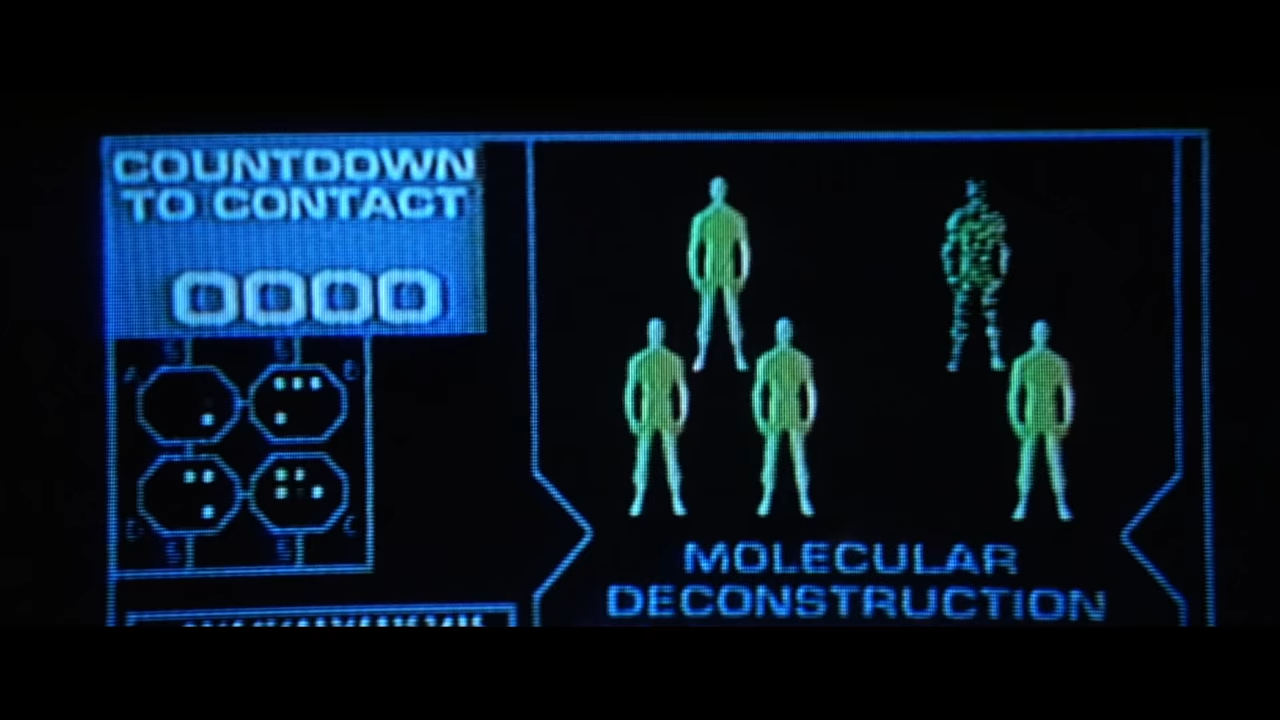 COUNTDOWN
TO CONTACT
0000
A
B
D
C
MOLECULAR
DECONSTRUCTION